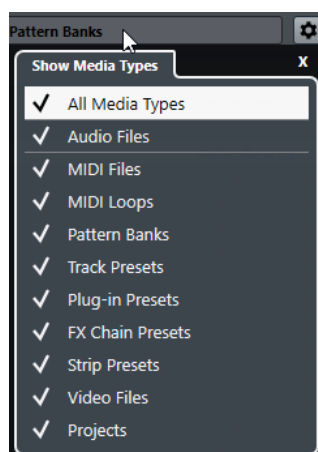 Pattern Banks
Show Media Types X
All Media Types
Audio Files
MIDI Files
MIDI Loops
Pattern Banks
Track Presets
Plug-in Presets
FX Chain Presets
Strip Presets
Video Files
Projects